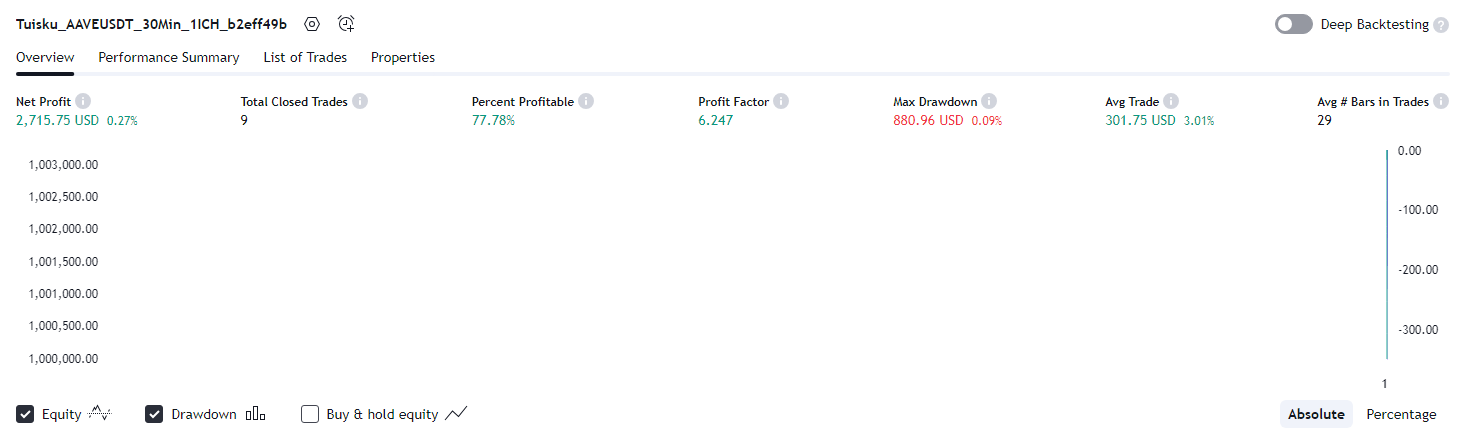 Tuisku_AAVEUSDT_30Min_1ICH_b2eff49b
Deep Backtesting
Overview Performance Summary List of Trades Properties
Net Profit Total Closed Trades Percent Profitable Profit Factor Max Drawdown Avg Trade Avg # Bars in Trades
2,715.75 USD 0.27% 9 77.78% 6.247 880.96 USD 0.09% 301.75 USD 3.01% 29
1,003,000.00
1,002,500.00
1,002,000.00
1,001,500.00
1,001,000.00
1,000,500.00
1,000,000.00
0.00
-100.00
-200.00
-300.00
1
Equity Drawdown Buy & hold equity Absolute Percentage